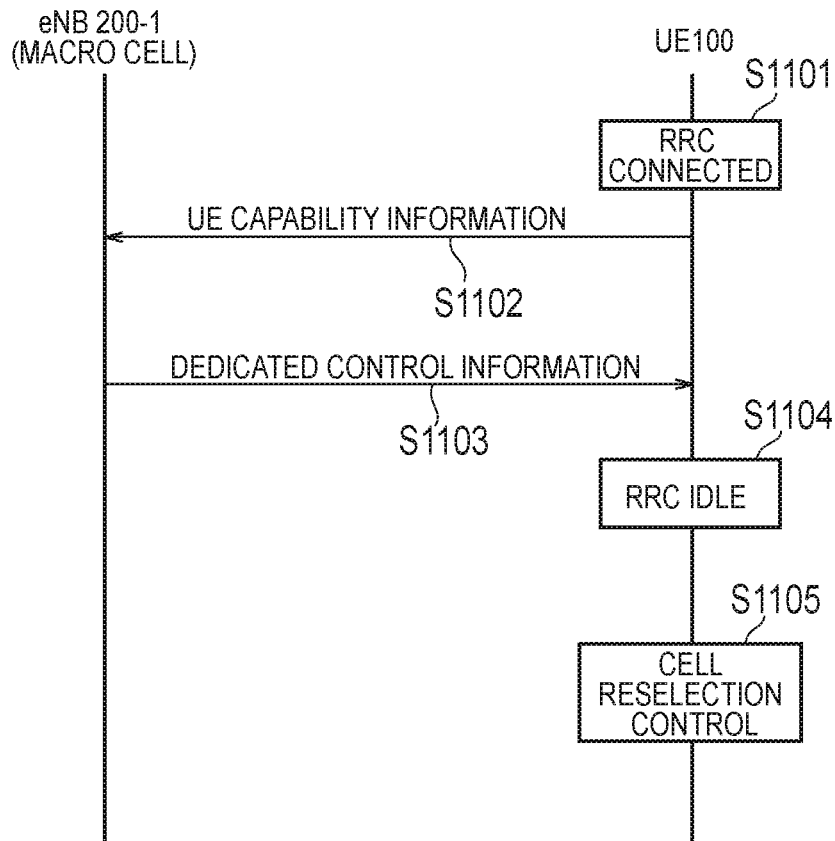 eNB 200-1
(MACRO CELL)
UE100
S1101
RRC
CONNECTED
UE CAPABILITY INFORMATION
S1102
DEDICATED CONTROL INFORMATION
S1103
S1104
RRC IDLE
S1105
CELL
RESELECTION
CONTROL